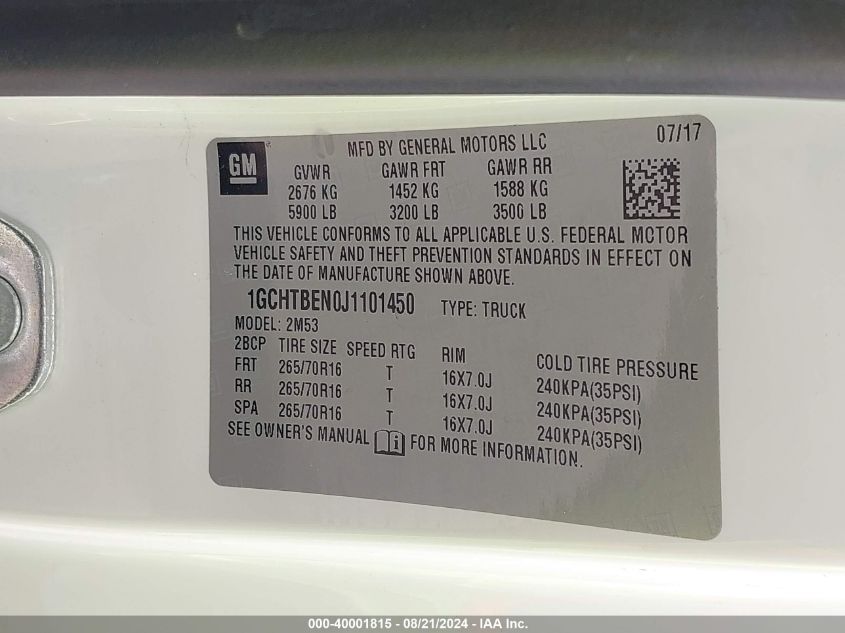 07/17
GM MFD BY GENERAL MOTORS LLC
GVWR GAWR FRT GAWR RR
2676 KG 1452 KG 1588 KG
5900 LB 3200 LB 3500 LB
THIS VEHICLE CONFORMS TO ALL APPLICABLE U.S. FEDERAL MOTOR
VEHICLE SAFETY AND THEFT PREVENTION STANDARDS IN EFFECT ON
THE DATE OF MANUFACTURE SHOWN ABOVE.
1GCHTBEN0J1101450 TYPE: TRUCK
MODEL: 2M53
2BCP TIRE SIZE SPEED RTG RIM COLD TIRE PRESSURE
FRT 265/70R16 T 16X7.0J 240KPA(35PSI)
RR 265/70R16 T 16X7.0J 240KPA(35PSI)
SPA 265/70R16 T 16X7.0J 240KPA(35PSI)
SEE OWNER'S MANUAL i FOR MORE INFORMATION.
000-40001815 - 08/21/2024 - IAA Inc.